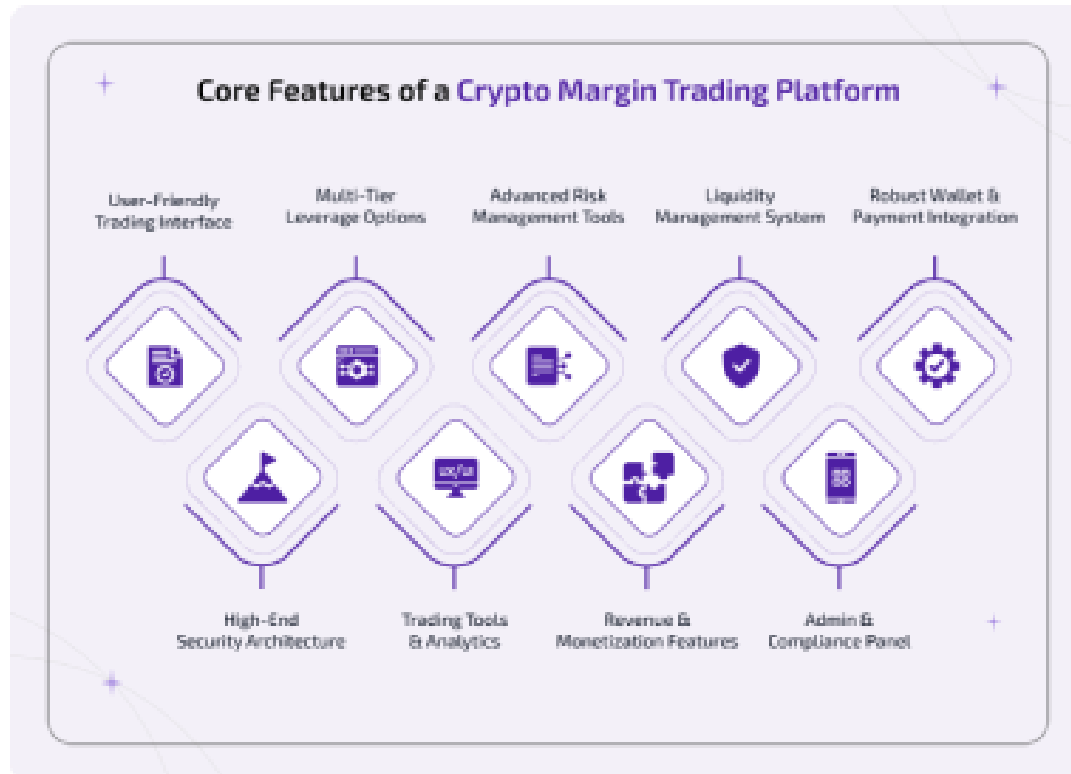 Core Features of a Crypto Margin Trading Platform
User-Friendly
Trading Interface
Multi-Tier
Leverage Options
Advanced Risk
Management Tools
Liquidity
Management System
Robust Wallet &
Payment Integration
UX/UI
High-End
Security Architecture
Trading Tools
& Analytics
Revenue &
Monetization Features
Admin &
Compliance Panel